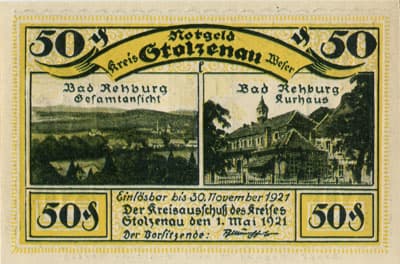 50 ₰ Notgeld 50
Kreis Stolzenau Weser
Bad Rehburg
Gesamtansicht
Bad Rehburg
Kurhaus
Einlösbar bis 30. November 1921
50 ₰ Der Kreisausschuß des Kreises 50 ₰
Stolzenau den 1. Mai 1921
Der Vorsitzende: